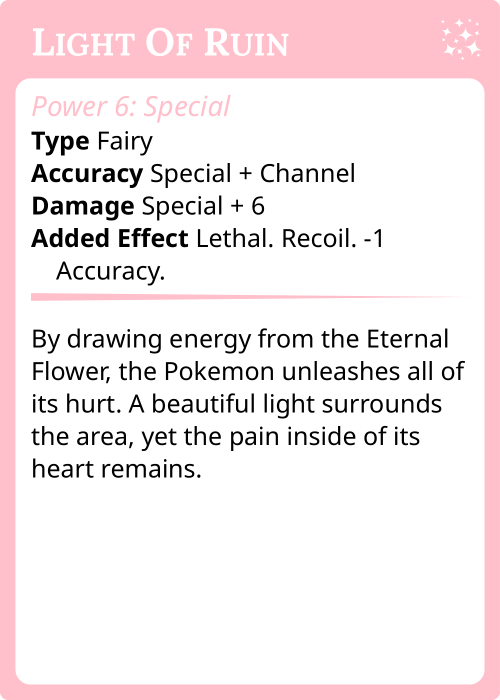 Light Of Ruin
Power 6: Special
Type Fairy
Accuracy Special + Channel
Damage Special + 6
Added Effect Lethal. Recoil. -1
Accuracy.
By drawing energy from the Eternal
Flower, the Pokemon unleashes all of
its hurt. A beautiful light surrounds
the area, yet the pain inside of its
heart remains.